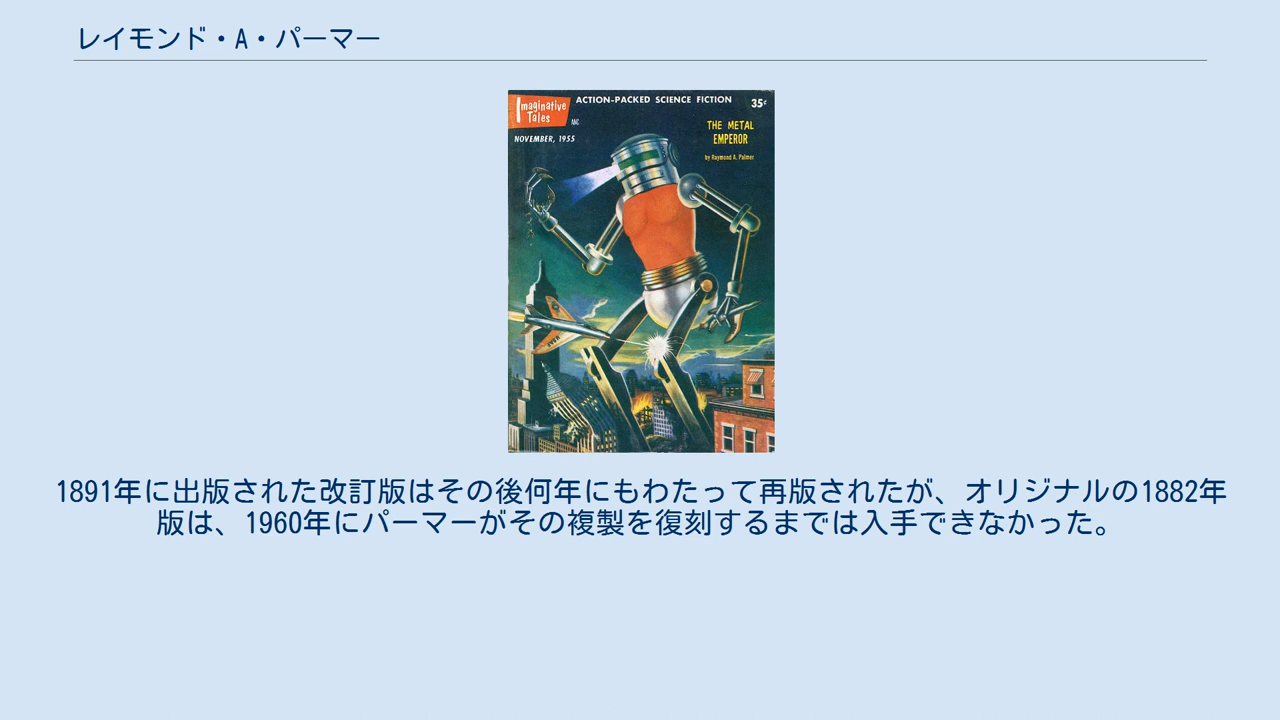 レイモンド・A・パーマー
Imaginative
Tales
ACTION-PACKED SCIENCE FICTION
35¢
NOVEMBER, 1955
THE METAL
EMPEROR
by Raymond A. Palmer
1891年に出版された改訂版はその後何年にもわたって再版されたが、オリジナルの1882年
版は、1960年にパーマーがその複製を復刻するまでは入手できなかった。